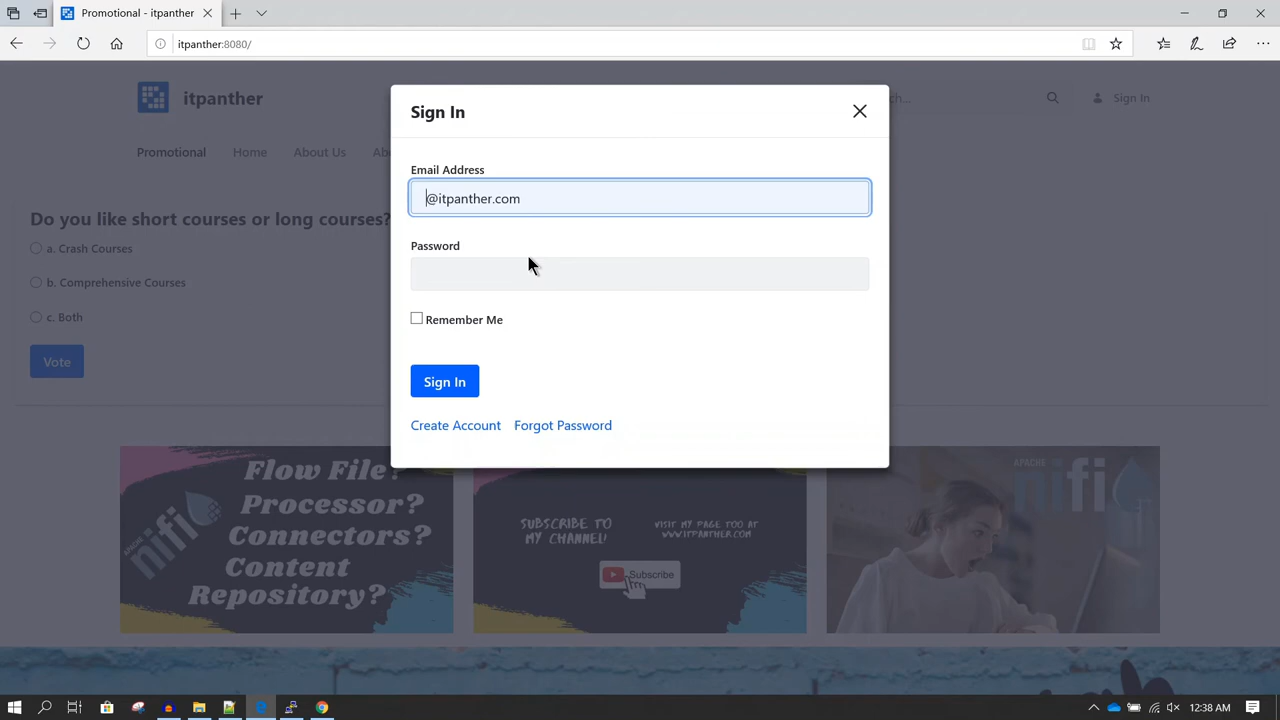 Promotional - itpanther
itpanther:8080/
itpanther
ch...
Sign In
Promotional
Home
About Us
Abo
Sign In
Email Address
@itpanther.com
Password
Remember Me
Sign In
Create Account
Forgot Password
Do you like short courses or long courses?
a. Crash Courses
b. Comprehensive Courses
c. Both
Vote
nifi
Flow File?
Processor?
Connectors?
Content
Repository?
SUBSCRIBE TO
MY CHANNEL!
VISIT MY PAGE TOO AT
WWW.ITPANTHER.COM
Subscribe
APACHE
nifi
12:38 AM